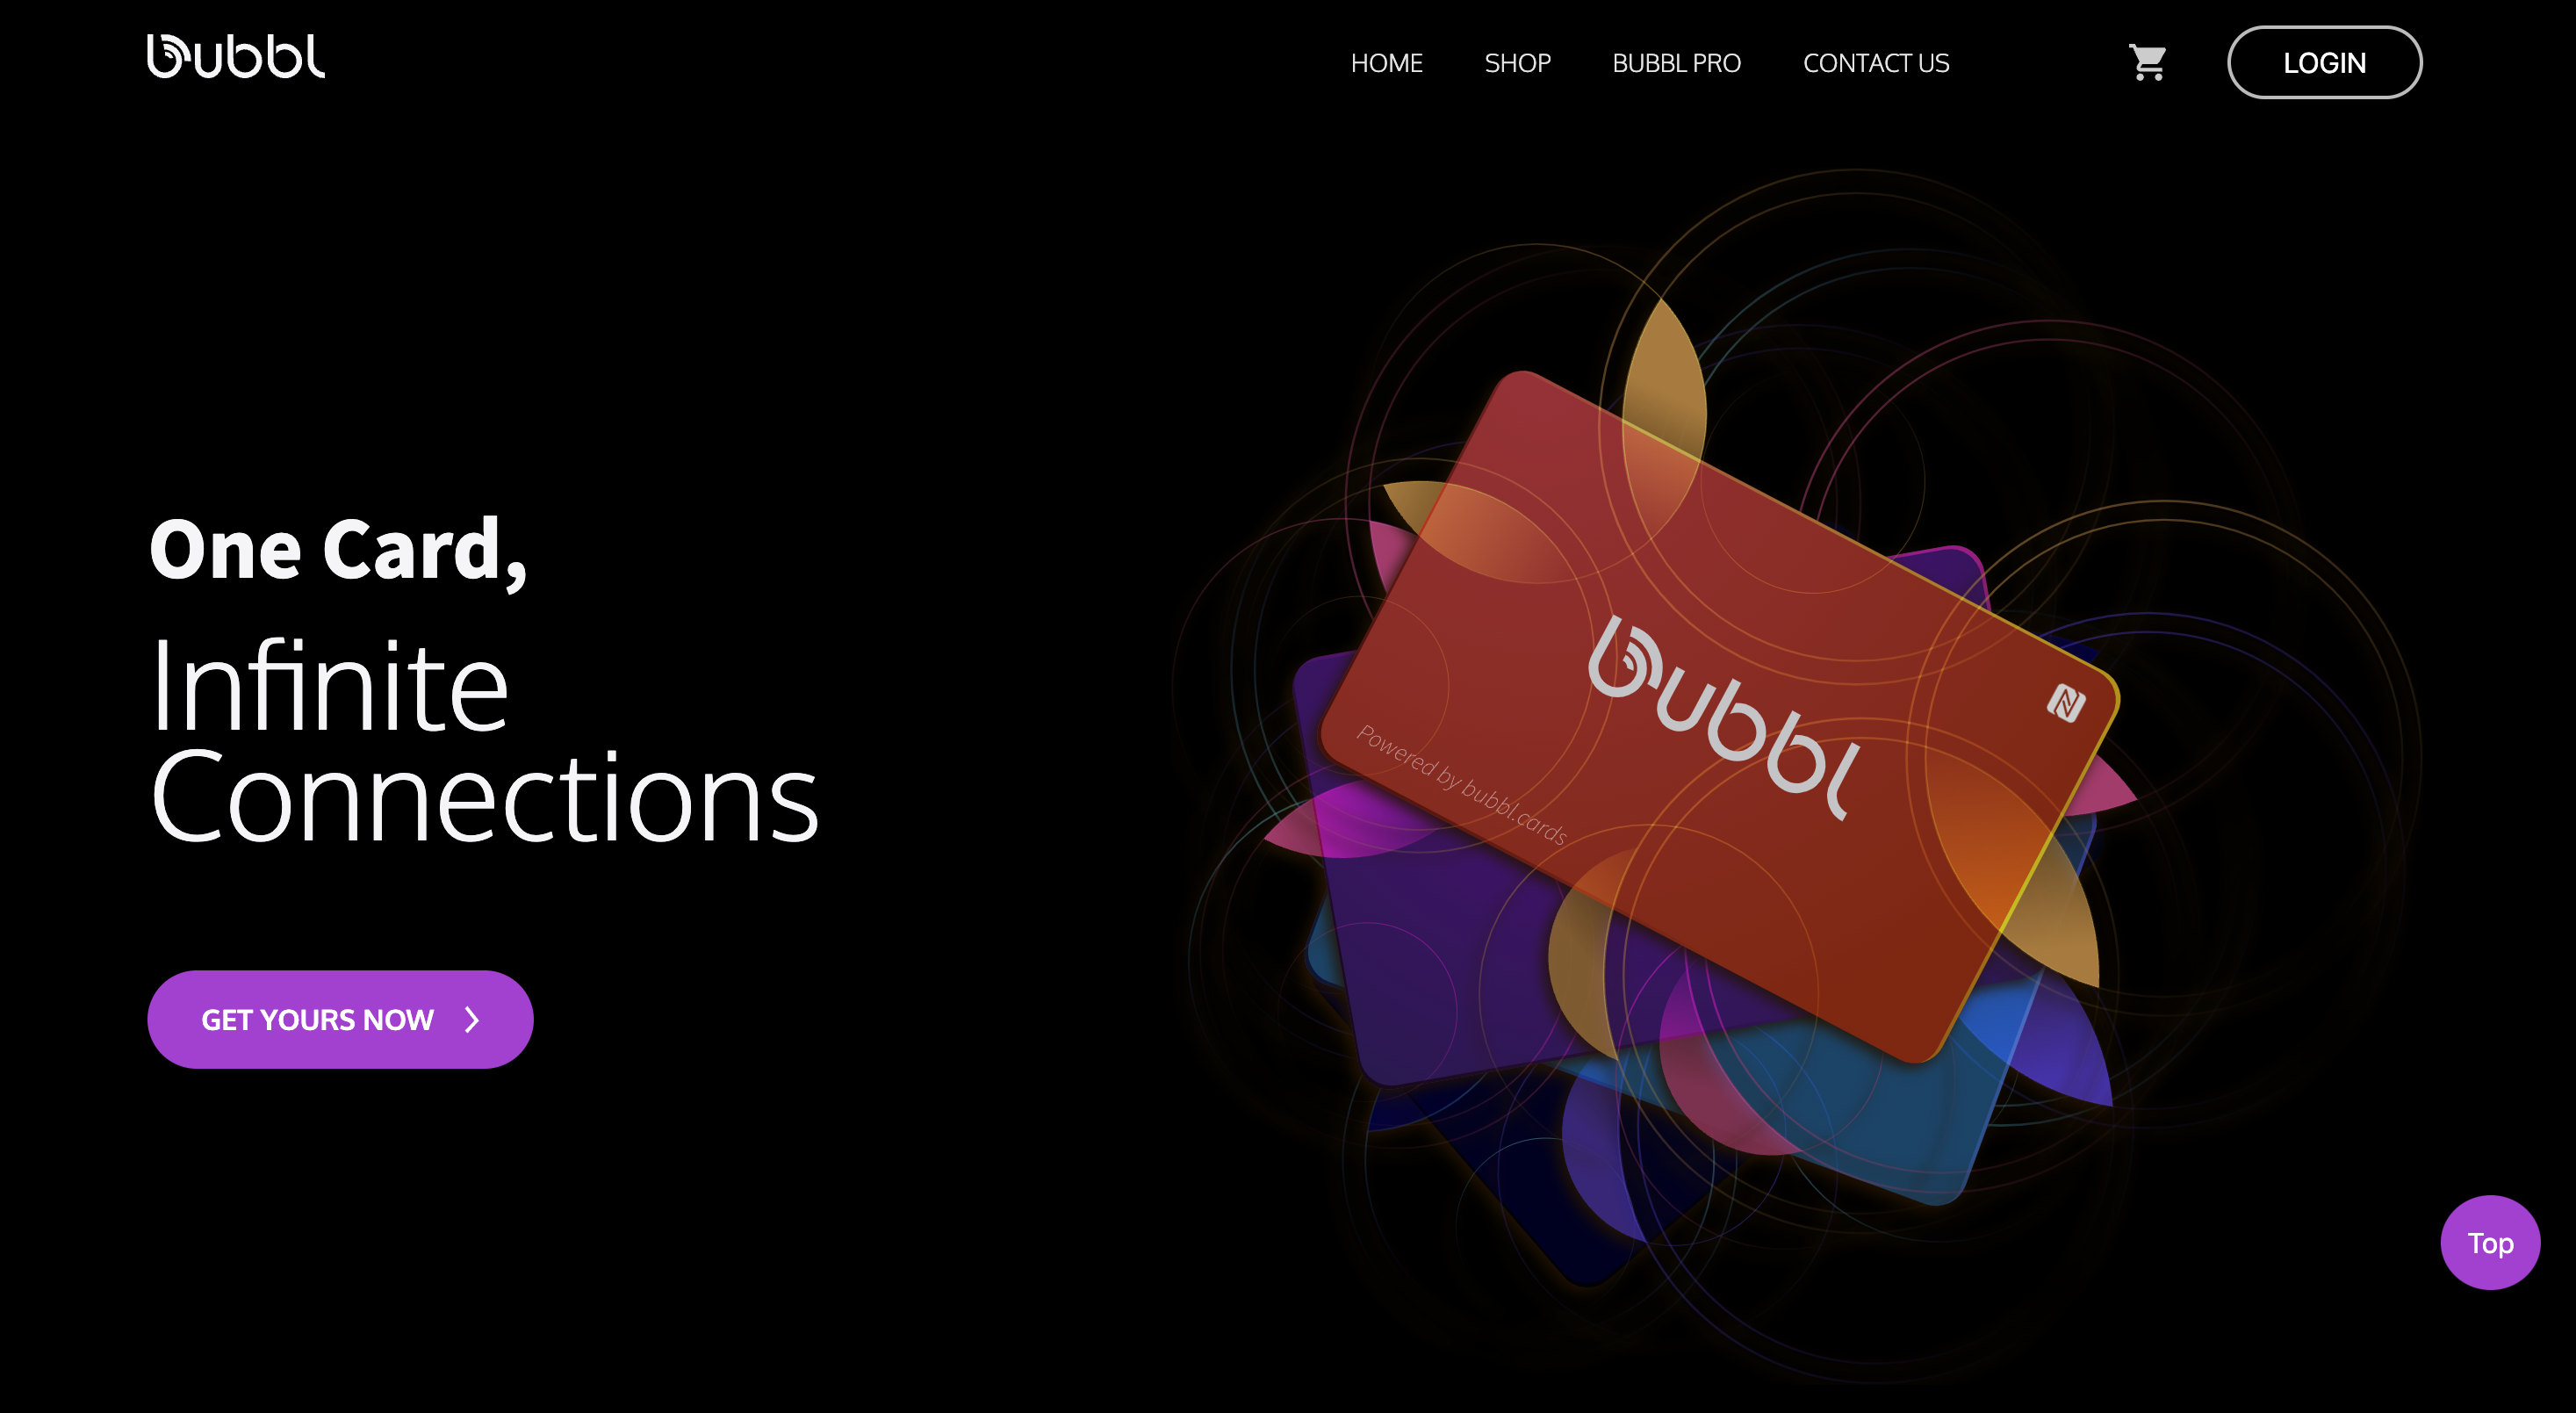 bubbl
HOME
SHOP
BUBBL PRO
CONTACT US
LOGIN
One Card,
Infinite
Connections
GET YOURS NOW
bubbl
Powered by bubbl.cards
Top